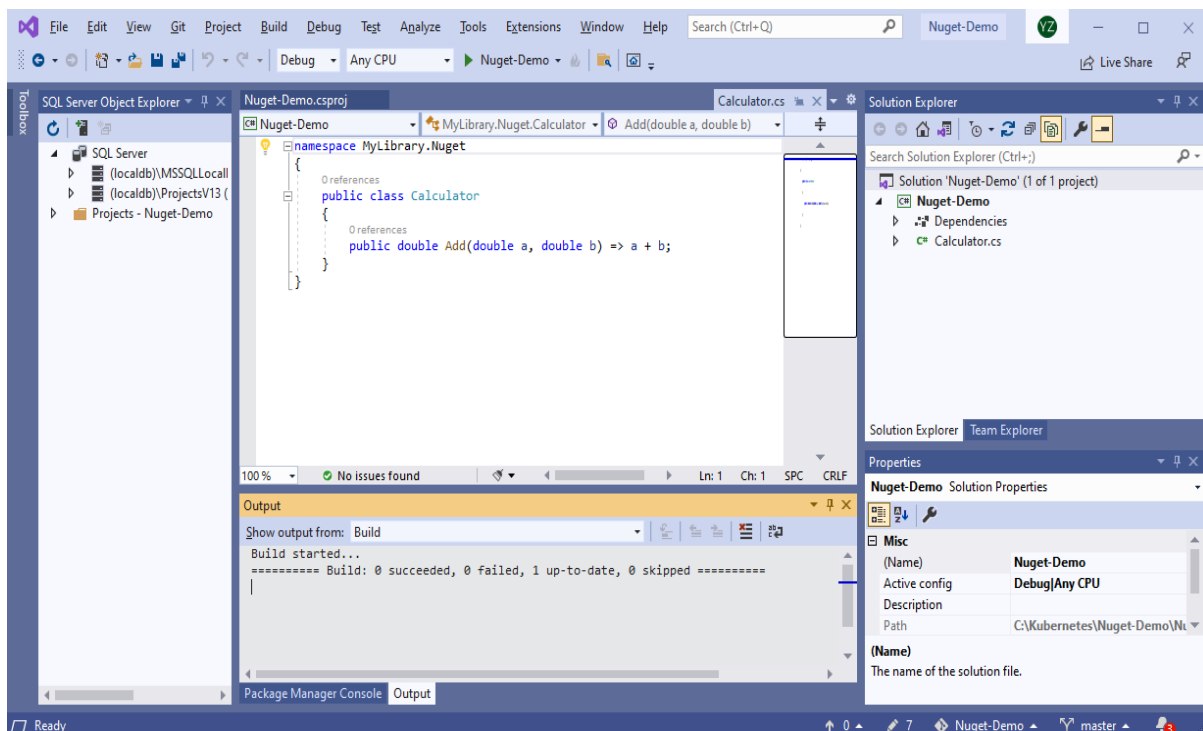 File Edit View Git Project Build Debug Test Analyze Tools Extensions Window Help Search (Ctrl+Q) Nuget-Demo YZ
Debug Any CPU Nuget-Demo Live Share
Toolbox
SQL Server Object Explorer
SQL Server
(localdb)\MSSQLLocall
(localdb)\ProjectsV13 (
Projects - Nuget-Demo
Nuget-Demo.csproj Calculator.cs
C# Nuget-Demo MyLibrary.Nuget.Calculator Add(double a, double b)
namespace MyLibrary.Nuget
{
0 references
public class Calculator
{
0 references
public double Add(double a, double b) => a + b;
}
}
100 % No issues found Ln: 1 Ch: 1 SPC CRLF
Output
Show output from: Build
Build started...
========== Build: 0 succeeded, 0 failed, 1 up-to-date, 0 skipped ==========
Package Manager Console Output
Solution Explorer
Search Solution Explorer (Ctrl+;)
Solution 'Nuget-Demo' (1 of 1 project)
C# Nuget-Demo
Dependencies
C# Calculator.cs
Solution Explorer Team Explorer
Properties
Nuget-Demo Solution Properties
Misc
(Name) Nuget-Demo
Active config Debug|Any CPU
Description
Path C:\Kubernetes\Nuget-Demo\Nu
(Name)
The name of the solution file.
Ready 0 7 Nuget-Demo master 3